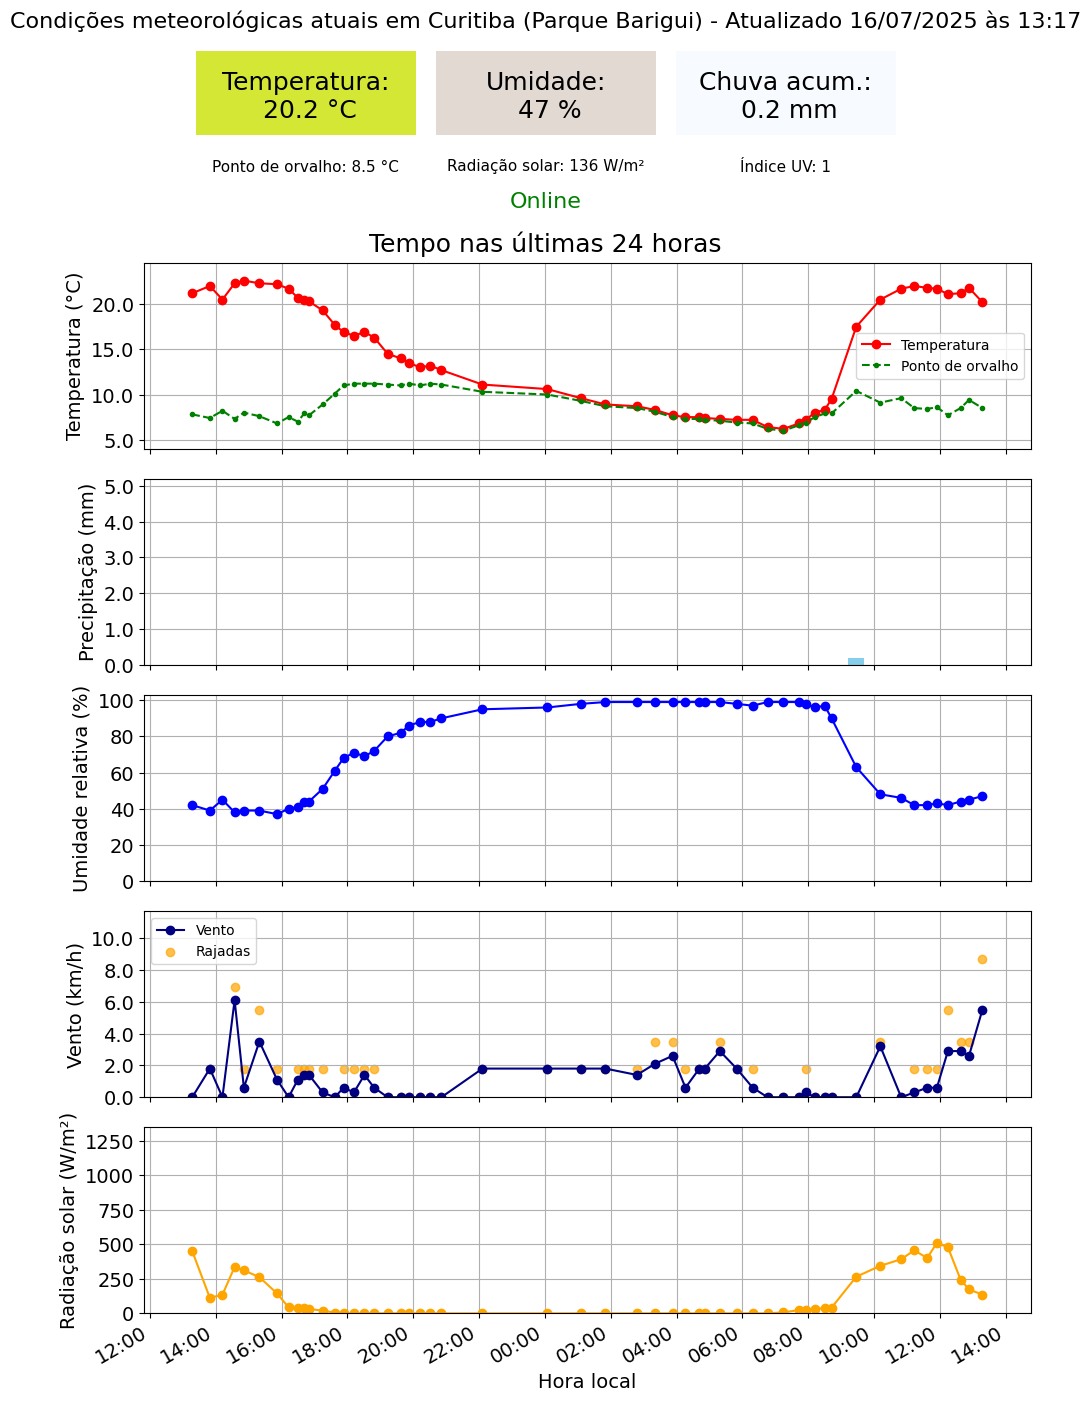 Condições meteorológicas atuais em Curitiba (Parque Barigui) - Atualizado 16/07/2025 às 13:17
Temperatura:
20.2 °C
Umidade:
47 %
Chuva acum.:
0.2 mm
Ponto de orvalho: 8.5 °C
Radiação solar: 136 W/m²
Índice UV: 1
Online
Tempo nas últimas 24 horas
Temperatura (°C)
20.0
15.0
10.0
5.0
Temperatura
Ponto de orvalho
Precipitação (mm)
5.0
4.0
3.0
2.0
1.0
0.0
Umidade relativa (%)
100
80
60
40
20
0
Vento (km/h)
10.0
8.0
6.0
4.0
2.0
0.0
Vento
Rajadas
Radiação solar (W/m²)
1250
1000
750
500
250
0
12:00
14:00
16:00
18:00
20:00
22:00
00:00
02:00
04:00
06:00
08:00
10:00
12:00
14:00
Hora local